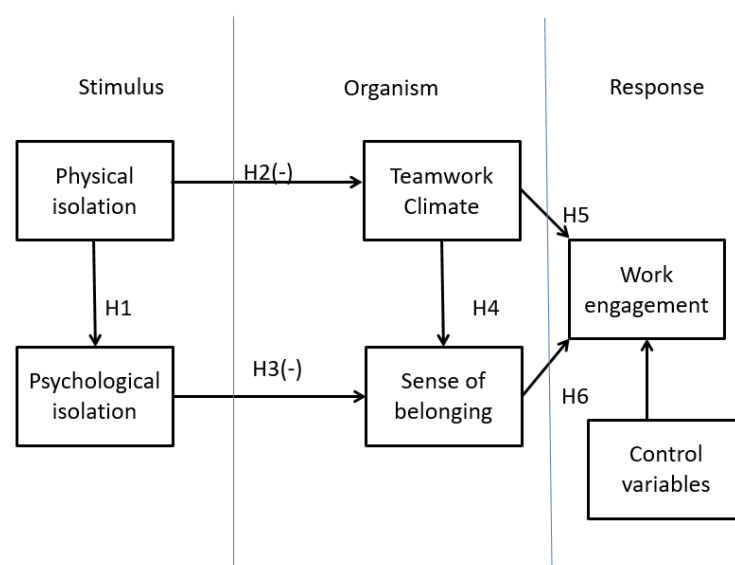 Stimulus
Organism
Response
Physical
isolation
H2(-)
Teamwork
Climate
H5
Work
engagement
H1
H4
Psychological
isolation
H3(-)
Sense of
belonging
H6
Control
variables